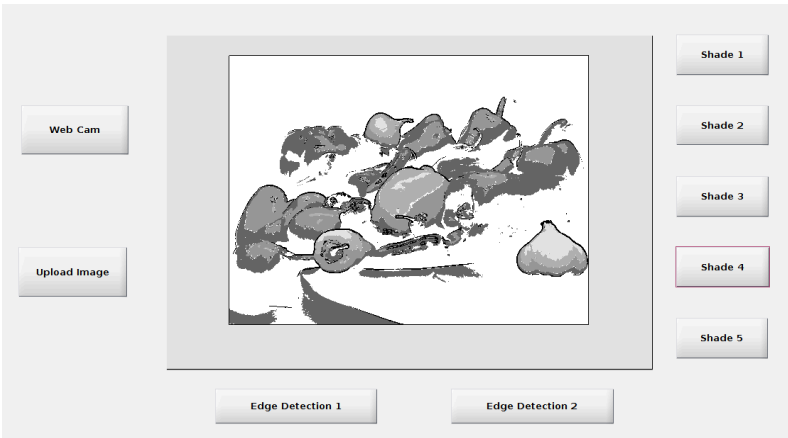 Web Cam
Upload Image
Shade 1
Shade 2
Shade 3
Shade 4
Shade 5
Edge Detection 1
Edge Detection 2